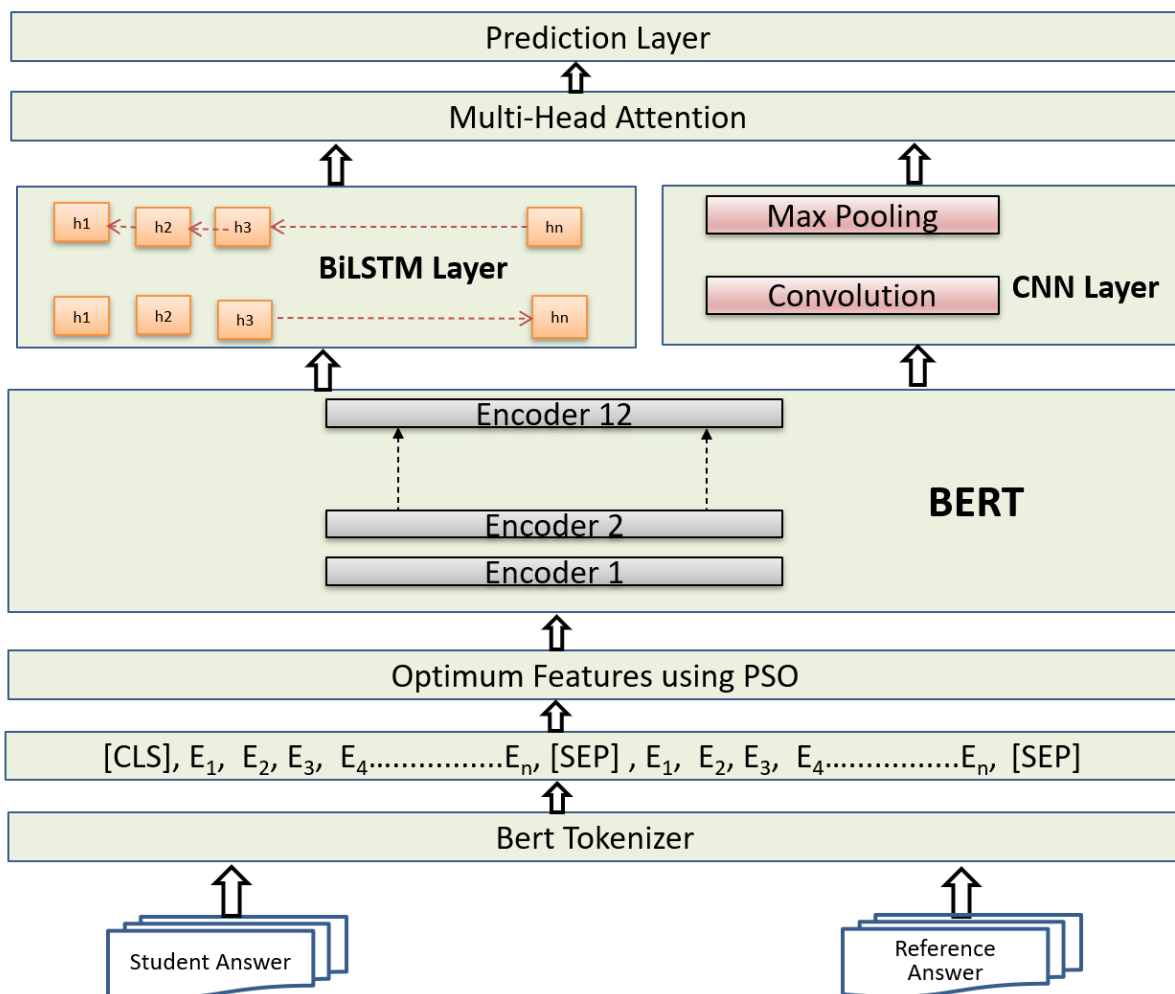 Prediction Layer
Multi-Head Attention
h1 h2 h3 hn
BiLSTM Layer
h1 h2 h3 hn
Max Pooling
Convolution
CNN Layer
Encoder 12
Encoder 2
Encoder 1
BERT
Optimum Features using PSO
[CLS], E₁, E₂, E₃, E₄................Eₙ, [SEP] , E₁, E₂, E₃, E₄................Eₙ, [SEP]
Bert Tokenizer
Student Answer
Reference
Answer